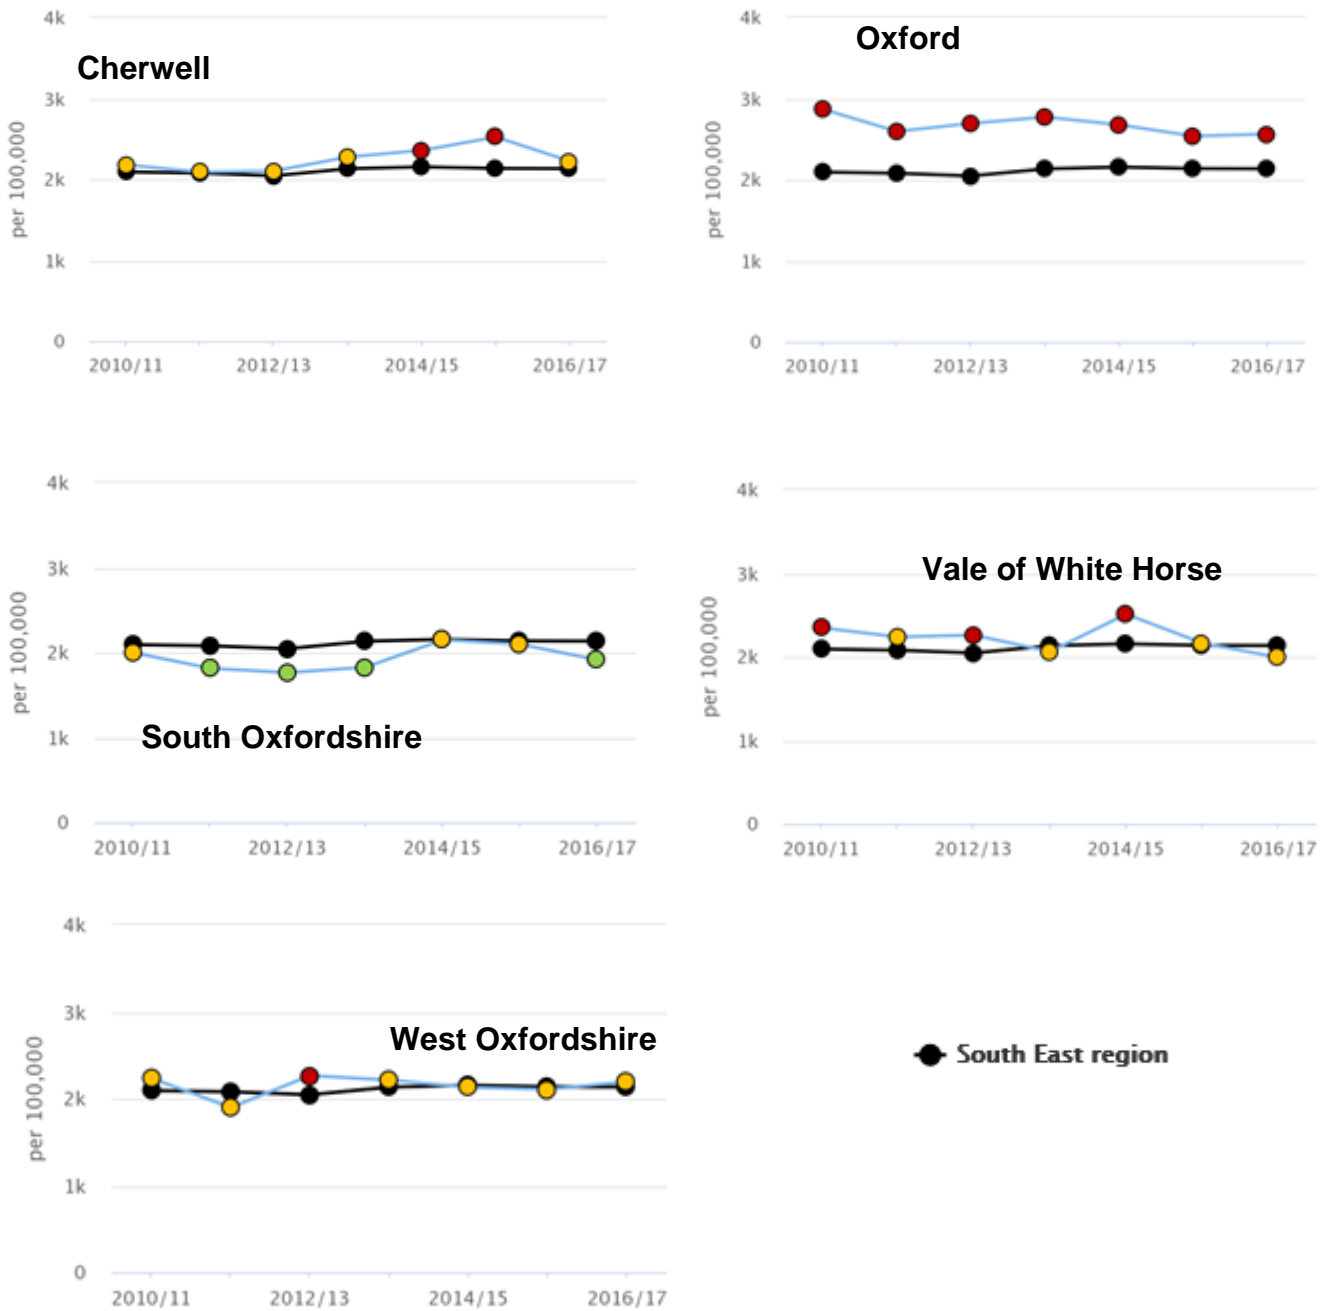 Cherwell
4k
3k
2k
1k
0
per 100,000
2010/11 2012/13 2014/15 2016/17
Oxford
4k
3k
2k
1k
0
per 100,000
2010/11 2012/13 2014/15 2016/17
4k
3k
2k
1k
0
per 100,000
South Oxfordshire
2010/11 2012/13 2014/15 2016/17
4k
3k
2k
1k
0
per 100,000
Vale of White Horse
2010/11 2012/13 2014/15 2016/17
4k
3k
2k
1k
0
per 100,000
West Oxfordshire
2010/11 2012/13 2014/15 2016/17
South East region